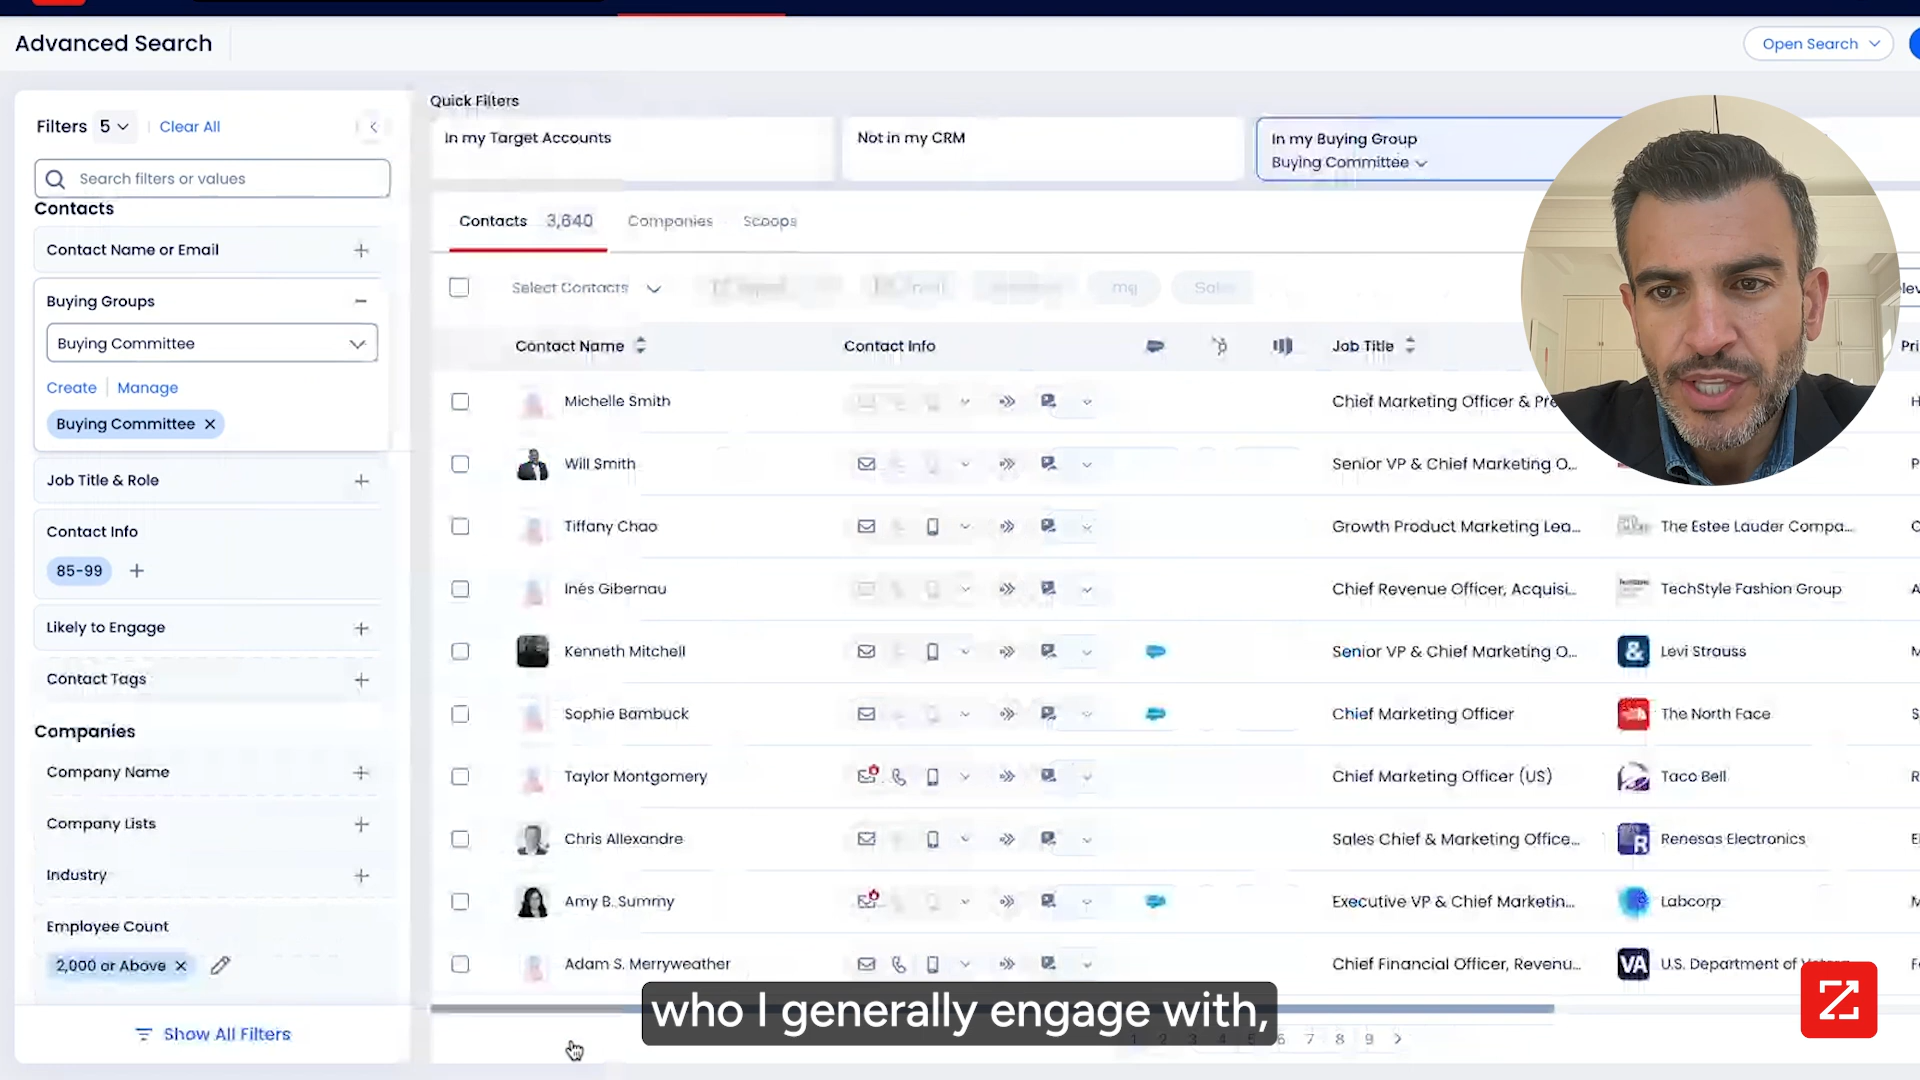 Advanced Search
Open Search
Filters 5
Clear All
Search filters or values
Contacts
Contact Name or Email
Buying Groups
Buying Committee
Create
Manage
Buying Committee
Job Title & Role
Contact Info
85-99
Likely to Engage
Contact Tags
Companies
Company Name
Company Lists
Industry
Employee Count
2,000 or Above
Show All Filters
Quick Filters
In my Target Accounts
Not in my CRM
In my Buying Group
Buying Committee
Contacts 3,640
Companies
Scoops
Select Contacts
Contact Name
Contact Info
Job Title
Michelle Smith
Chief Marketing Officer &
Will Smith
Senior VP & Chief Marketing O...
Tiffany Chao
Growth Product Marketing Lea...
The Estee Lauder Compa...
Inés Gibernau
Chief Revenue Officer, Acquisi...
TechStyle Fashion Group
Kenneth Mitchell
Senior VP & Chief Marketing O...
Levi Strauss
Sophie Bambuck
Chief Marketing Officer
The North Face
Taylor Montgomery
Chief Marketing Officer (US)
Taco Bell
Chris Allexandre
Sales Chief & Marketing Office...
Renesas Electronics
Amy B. Summy
Executive VP & Chief Marketin...
Labcorp
Adam S. Merryweather
Chief Financial Officer, Revenu...
VA
U.S. Department of
who I generally engage with,
1 2 3 4 5 6 7 8 9